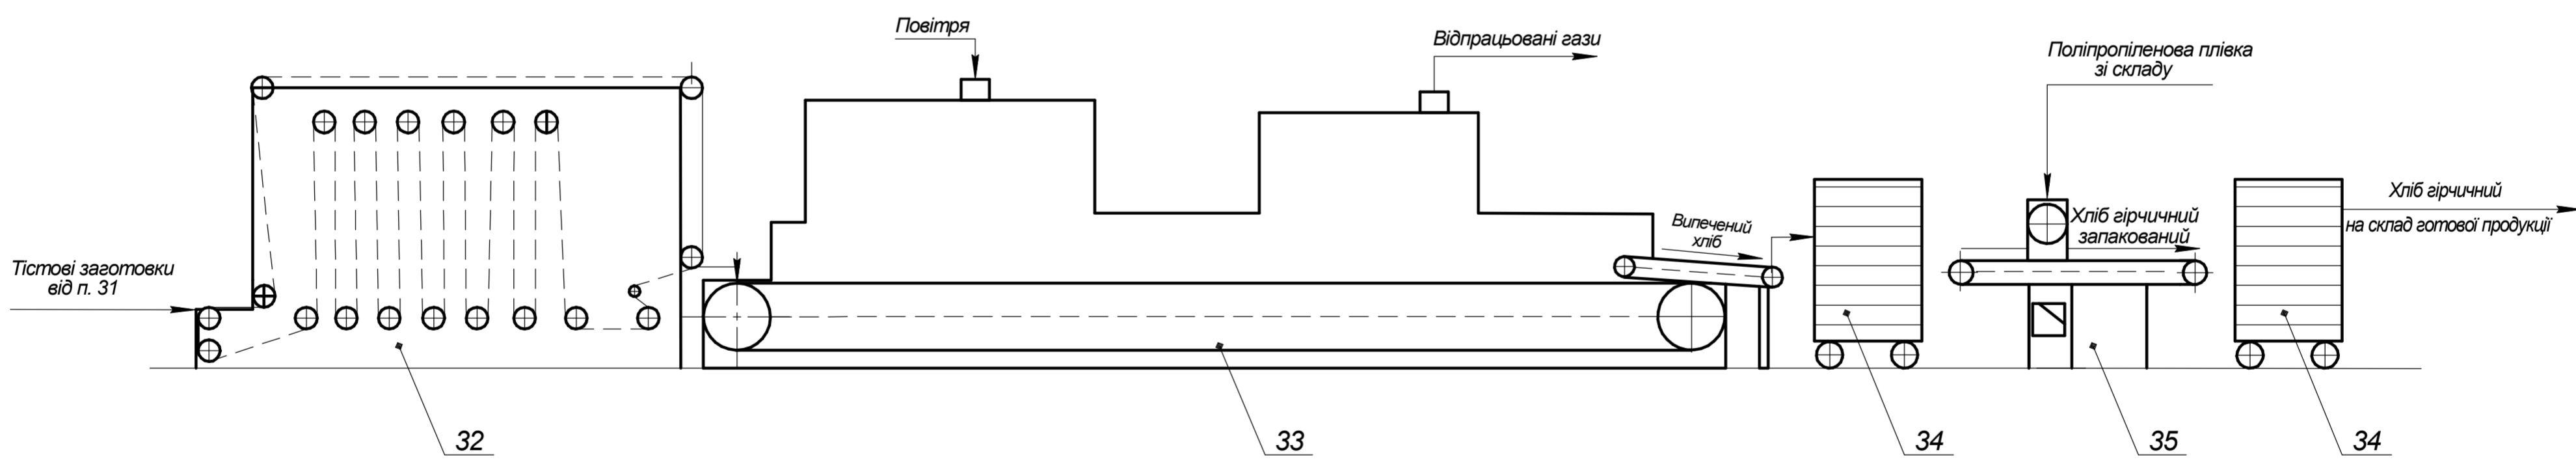 Повітря
Відпрацьовані гази
Поліпропіленова плівка
зі складу
Тістові заготовки
від п. 31
Випечений
хліб
Хліб гірчичний
запакований
Хліб гірчичний
на склад готової продукції
32
33
34
35
34